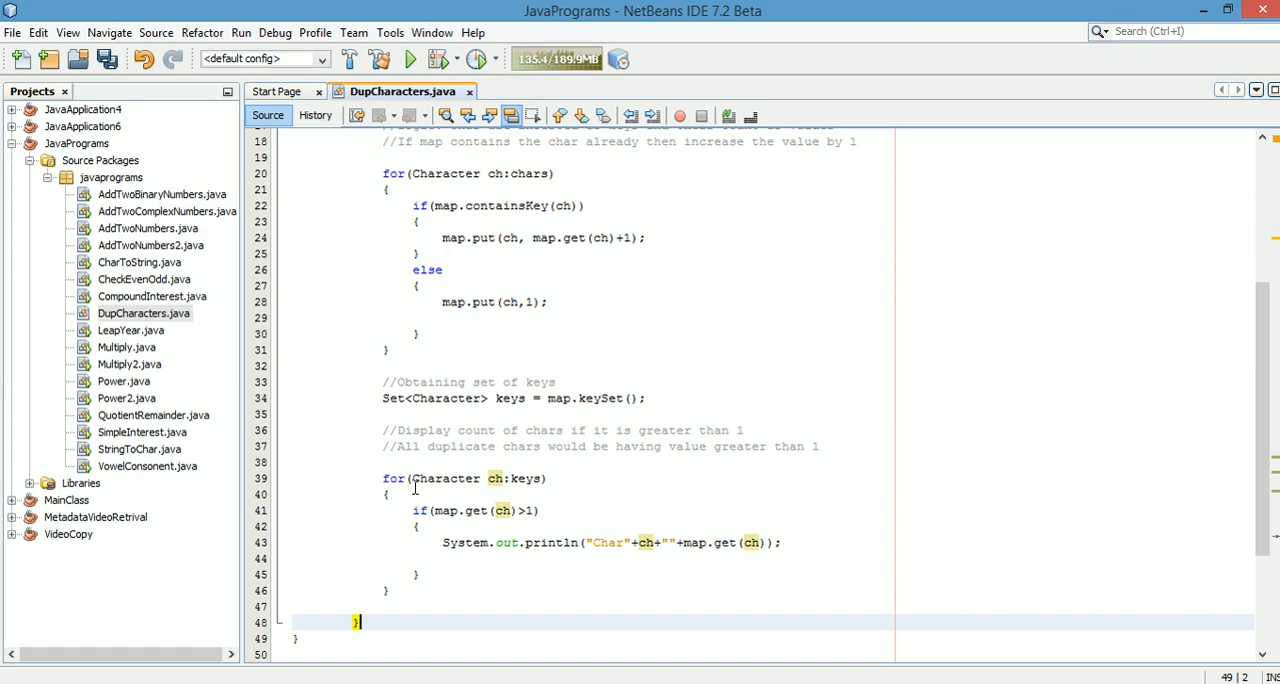 JavaPrograms - NetBeans IDE 7.2 Beta
File Edit View Navigate Source Refactor Run Debug Profile Team Tools Window Help
Search (Ctrl+I)
<default config>
135.4/189.9MB
Projects
Start Page
DupCharacters.java
Source History
JavaApplication4
JavaApplication6
JavaPrograms
Source Packages
javaprograms
AddTwoBinaryNumbers.java
AddTwoComplexNumbers.java
AddTwoNumbers.java
AddTwoNumbers2.java
CharToString.java
CheckEvenOdd.java
CompoundInterest.java
DupCharacters.java
LeapYear.java
Multiply.java
Multiply2.java
Power.java
Power2.java
QuotientRemainder.java
SimpleInterest.java
StringToChar.java
VowelConsonent.java
Libraries
MainClass
MetadataVideoRetrival
VideoCopy
18 //If map contains the char already then increase the value by 1
19
20 for(Character ch:chars)
21 {
22 if(map.containsKey(ch))
23 {
24 map.put(ch, map.get(ch)+1);
25 }
26 else
27 {
28 map.put(ch,1);
29
30 }
31 }
32
33 //Obtaining set of keys
34 Set<Character> keys = map.keySet();
35
36 //Display count of chars if it is greater than 1
37 //All duplicate chars would be having value greater than 1
38
39 for(Character ch:keys)
40 {
41 if(map.get(ch)>1)
42 {
43 System.out.println("Char"+ch+""+map.get(ch));
44
45 }
46 }
47
48 }
49 }
50
49 | 2 INS